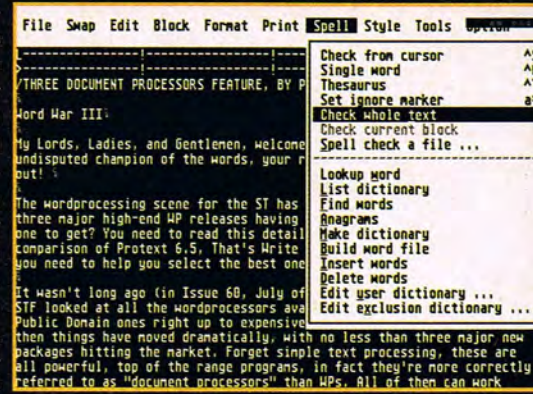 File Swap Edit Block Format Print Spell Style Tools
/THREE DOCUMENT PROCESSORS FEATURE, BY P
Word War III
My Lords, Ladies, and Gentlemen, welcome
undisputed champion of the words, your r
out!
The wordprocessing scene for the ST has
three major high-end WP releases having
one to get? You need to read this detail
comparison of Protext 6.5, That's Write
you need to help you select the best one
It wasn't long ago (in Issue 60, July of
STF looked at all the wordprocessors ava
Public Domain ones right up to expensive
then things have moved dramatically, with no less than three major new
packages hitting the market. Forget simple text processing, these are
all powerful, top of the range programs, in fact they're more correctly
referred to as "document processors" than WPs. All of them can work
Check from cursor
Single word
Thesaurus
Set ignore marker
Check whole text
Check current block
Spell check a file ...
Lookup word
List dictionary
Find words
Anagrams
Make dictionary
Build word file
Insert words
Delete words
Edit user dictionary ...
Edit exclusion dictionary ...